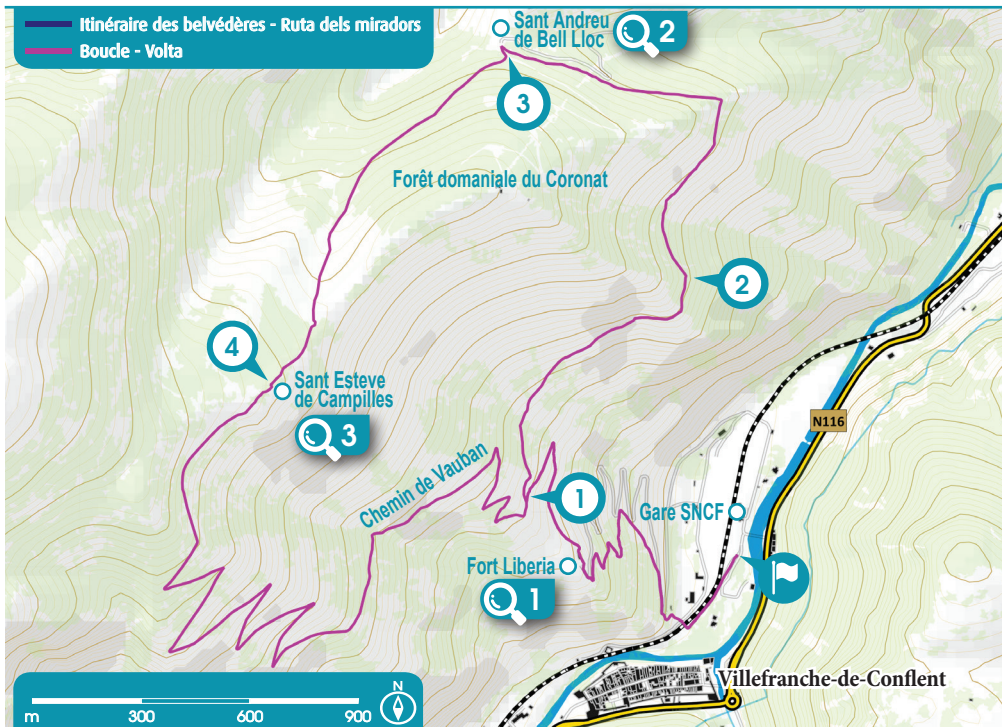 Itinéraire des belvédères - Ruta dels miradors
Boucle - Volta
Sant Andreu
de Bell Lloc
2
3
Forêt domaniale du Coronat
2
4
Sant Esteve
de Campilles
3
N116
Chemin de Vauban
1
Gare SNCF
Fort Liberia
1
Villefranche-de-Conflent
N
m 300 600 900